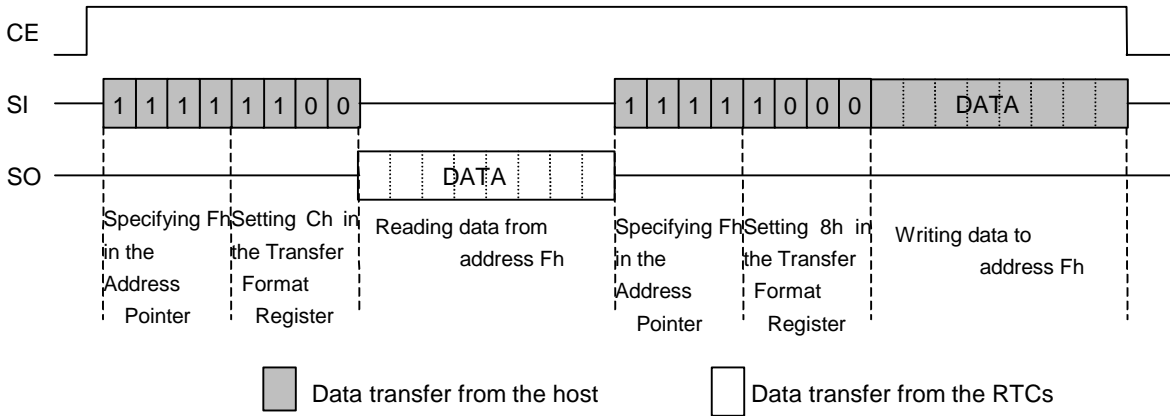 CE
SI
1 1 1 1 1 1 0 0
1 1 1 1 1 0 0 0
DATA
SO
DATA
Specifying Fh
in the
Address
Pointer
Setting Ch in
the Transfer
Format
Register
Reading data from
address Fh
Specifying Fh
in the
Address
Pointer
Setting 8h in
the Transfer
Format
Register
Writing data to
address Fh
Data transfer from the host
Data transfer from the RTCs